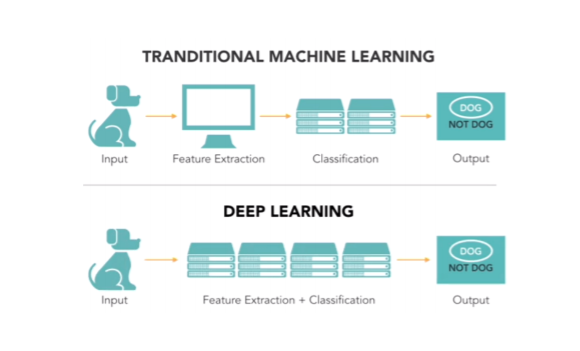 TRANDITIONAL MACHINE LEARNING
DOG
NOT DOG
Input
Feature Extraction
Classification
Output
DEEP LEARNING
DOG
NOT DOG
Input
Feature Extraction + Classification
Output